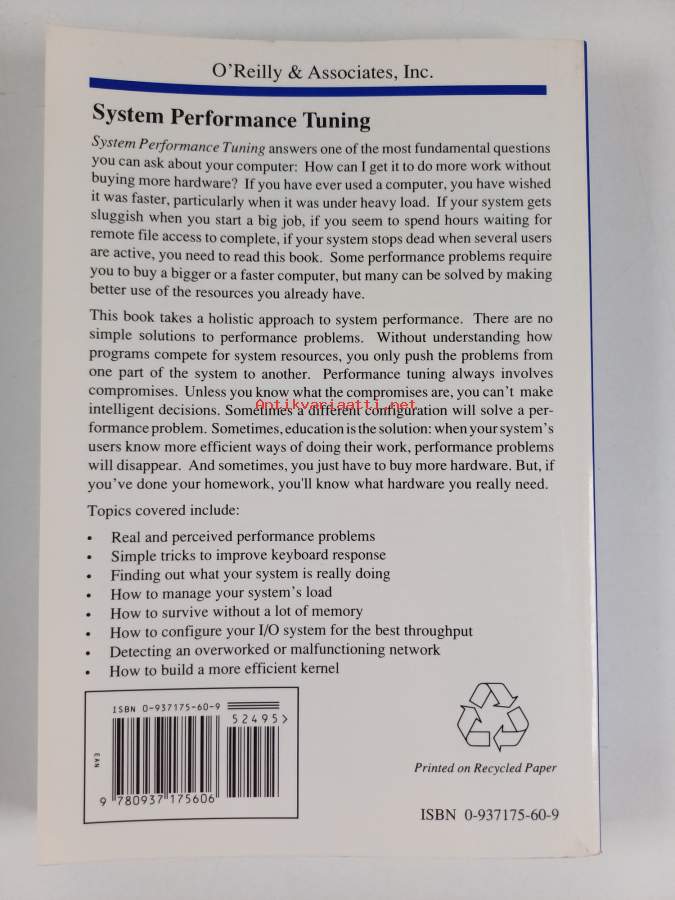 O'Reilly & Associates, Inc.
System Performance Tuning
System Performance Tuning answers one of the most fundamental questions
you can ask about your computer: How can I get it to do more work without
buying more hardware? If you have ever used a computer, you have wished
it was faster, particularly when it was under heavy load. If your system gets
sluggish when you start a big job, if you seem to spend hours waiting for
remote file access to complete, if your system stops dead when several users
are active, you need to read this book. Some performance problems require
you to buy a bigger or a faster computer, but many can be solved by making
better use of the resources you already have.
This book takes a holistic approach to system performance. There are no
simple solutions to performance problems. Without understanding how
programs compete for system resources, you only push the problems from
one part of the system to another. Performance tuning always involves
compromises. Unless you know what the compromises are, you can't make
intelligent decisions. Sometimes a different configuration will solve a per-
Antikvariaatti.net
formance problem. Sometimes, education is the solution: when your system's
users know more efficient ways of doing their work, performance problems
will disappear. And sometimes, you just have to buy more hardware. But, if
you've done your homework, you'll know what hardware you really need.
Topics covered include:
• Real and perceived performance problems
• Simple tricks to improve keyboard response
• Finding out what your system is really doing
• How to manage your system's load
• How to survive without a lot of memory
• How to configure your I/O system for the best throughput
• Detecting an overworked or malfunctioning network
• How to build a more efficient kernel
ISBN 0-937175-60-9
52495>
EAN
9 780937 175606
Printed on Recycled Paper
ISBN 0-937175-60-9